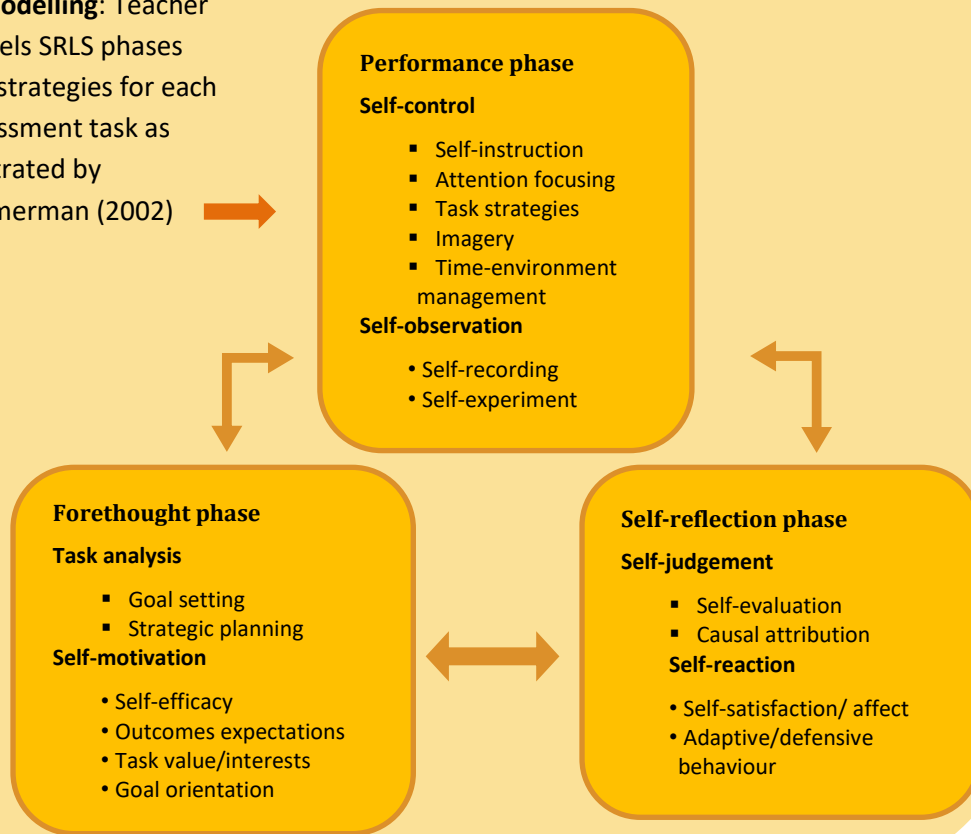 odelling: Teacher
els SRLS phases
strategies for each
ssment task as
trated by
merman (2002)
Performance phase
Self-control
▪ Self-instruction
▪ Attention focusing
▪ Task strategies
▪ Imagery
▪ Time-environment
management
Self-observation
• Self-recording
• Self-experiment
Forethought phase
Task analysis
▪ Goal setting
▪ Strategic planning
Self-motivation
• Self-efficacy
• Outcomes expectations
• Task value/interests
• Goal orientation
Self-reflection phase
Self-judgement
▪ Self-evaluation
▪ Causal attribution
Self-reaction
• Self-satisfaction/ affect
• Adaptive/defensive
behaviour